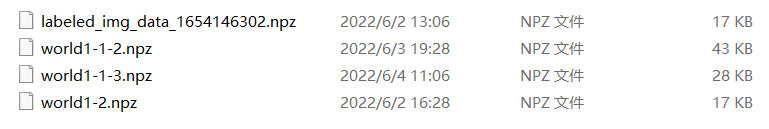 labeled_img_data_1654146302.npz 2022/6/2 13:06 NPZ 文件 17 KB
world1-1-2.npz 2022/6/3 19:28 NPZ 文件 43 KB
world1-1-3.npz 2022/6/4 11:06 NPZ 文件 28 KB
world1-2.npz 2022/6/2 16:28 NPZ 文件 17 KB